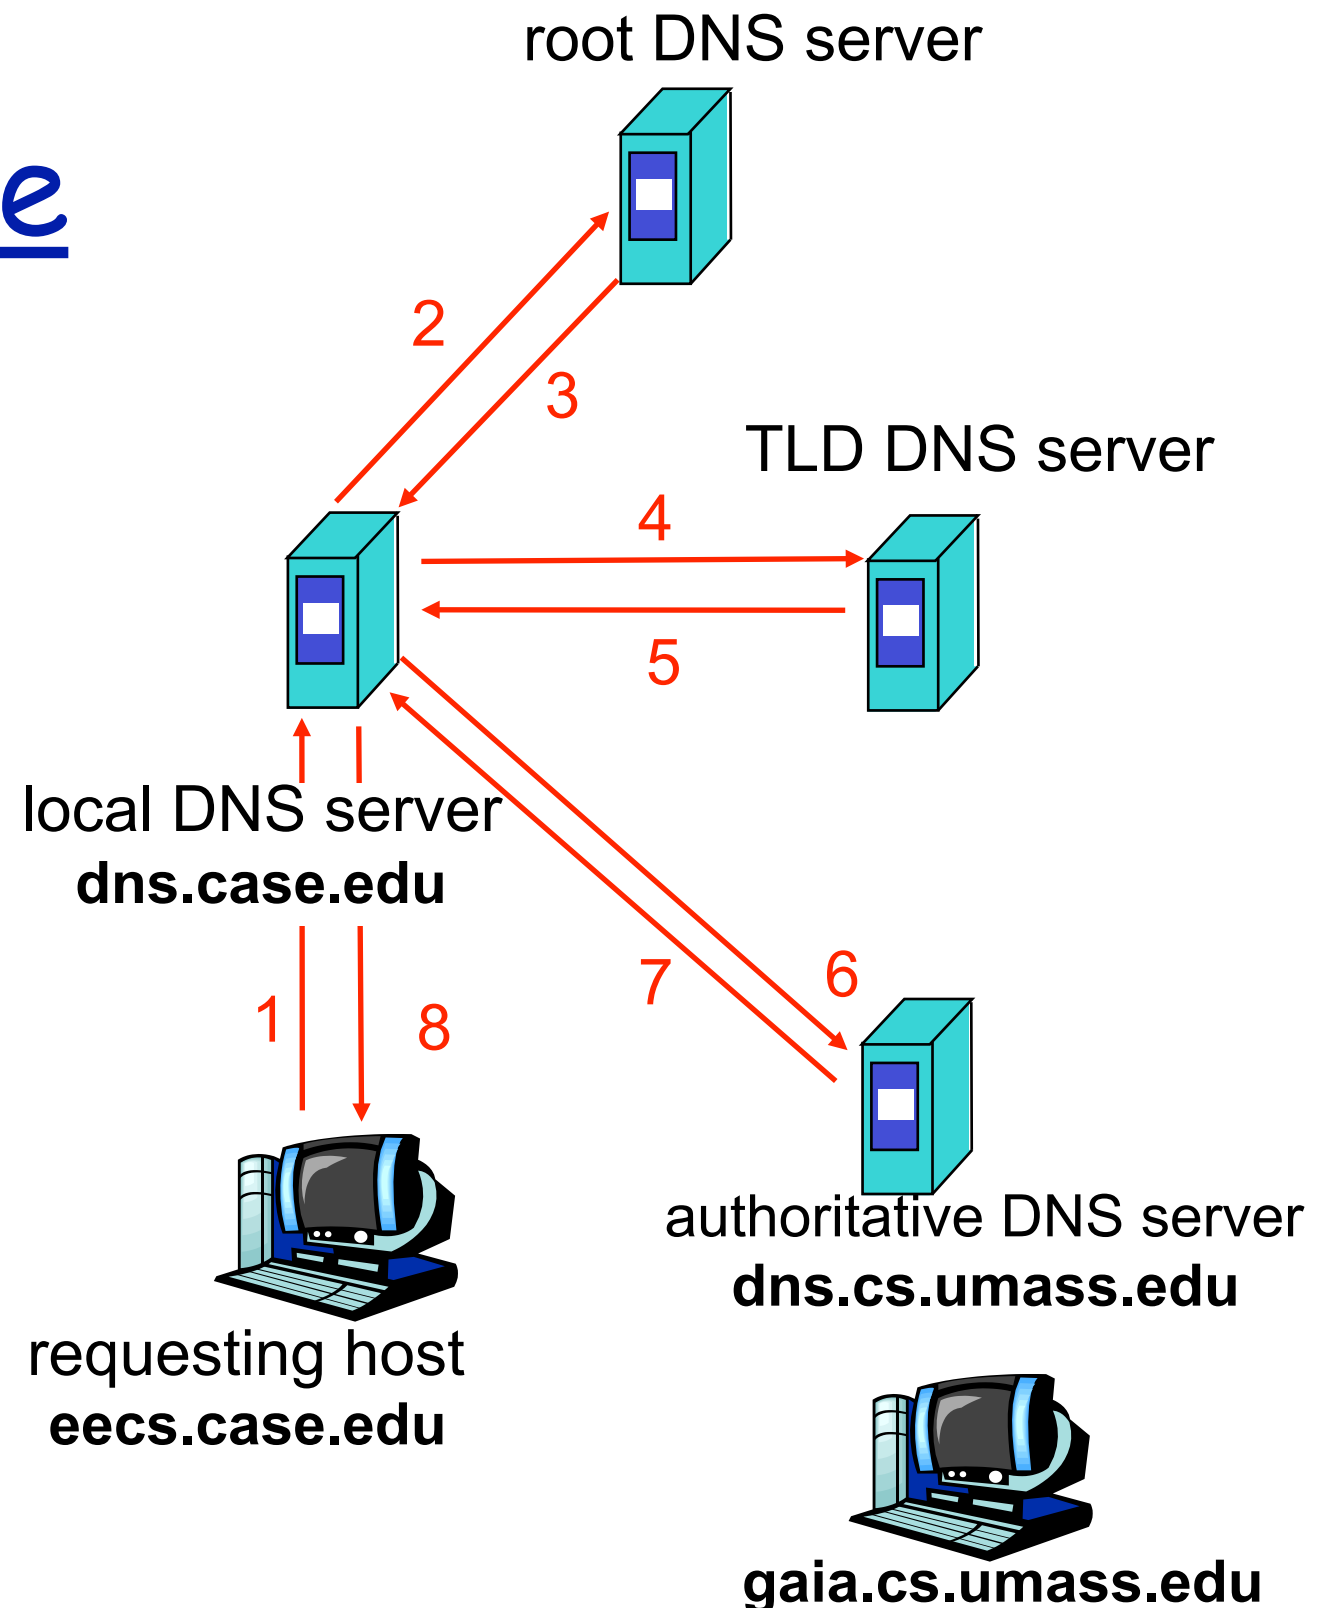 root DNS server
e
2
3
TLD DNS server
4
5
local DNS server
dns.case.edu
7
6
1
8
authoritative DNS server
dns.cs.umass.edu
requesting host
eecs.case.edu
gaia.cs.umass.edu